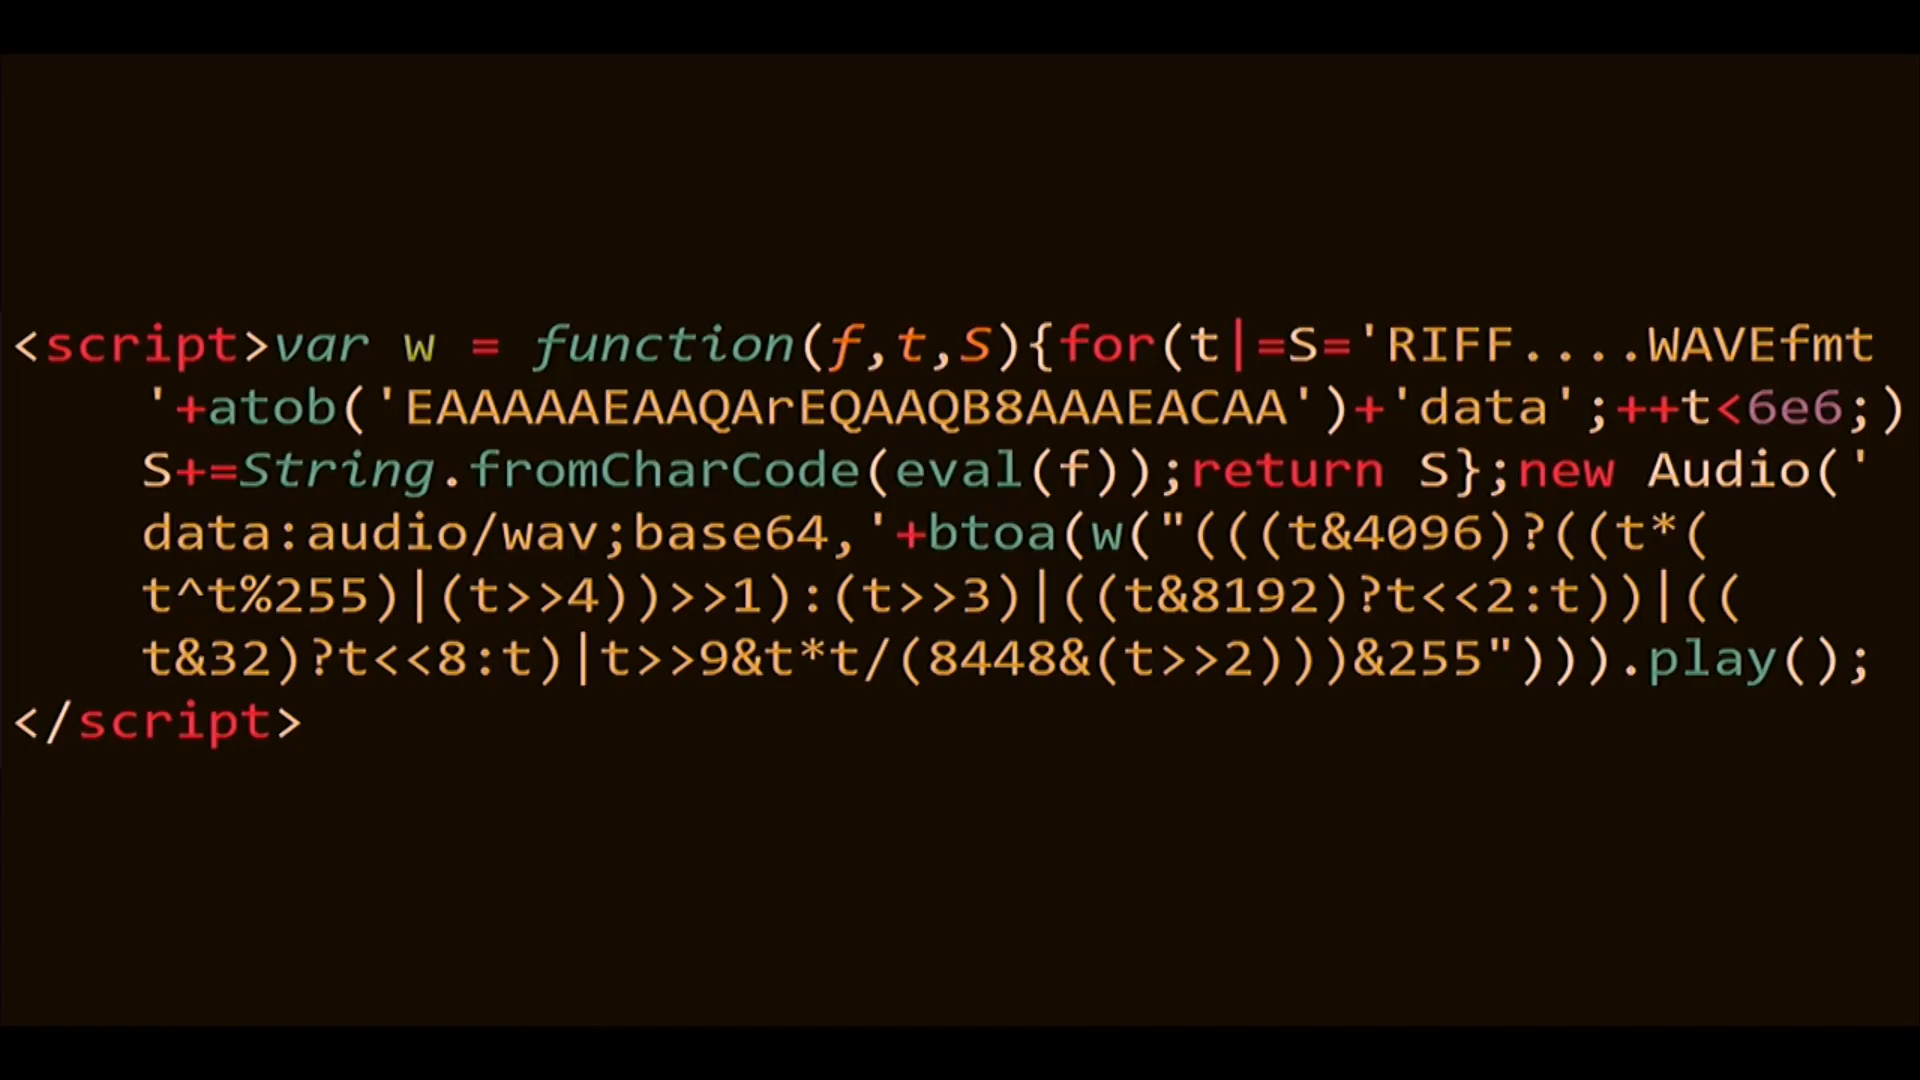 <script>var w = function(f,t,S){for(t|=S='RIFF....WAVEfmt
'+atob('EAAAAAEAAQArEQAAQB8AAAEACAA')+'data';++t<6e6;)
S+=String.fromCharCode(eval(f));return S};new Audio('
data:audio/wav;base64,'+btoa(w("(((t&4096)?((t*(
t^t%255)|(t>>4))>>1):(t>>3)|((t&8192)?t<<2:t))|((
t&32)?t<<8:t)|t>>9&t*t/(8448&(t>>2)))&255"))).play();
</script>